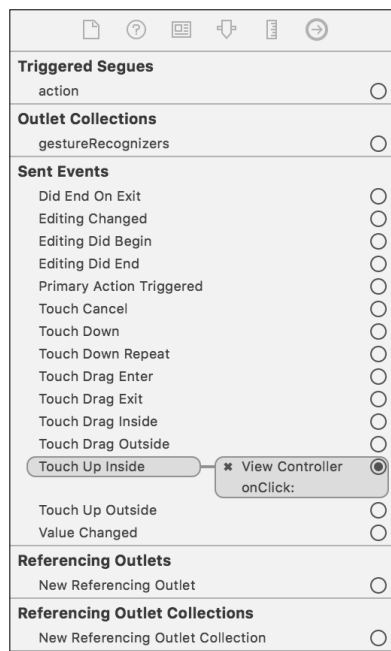 Triggered Segues
action
Outlet Collections
gestureRecognizers
Sent Events
Did End On Exit
Editing Changed
Editing Did Begin
Editing Did End
Primary Action Triggered
Touch Cancel
Touch Down
Touch Down Repeat
Touch Drag Enter
Touch Drag Exit
Touch Drag Inside
Touch Drag Outside
Touch Up Inside
View Controller
onClick:
Touch Up Outside
Value Changed
Referencing Outlets
New Referencing Outlet
Referencing Outlet Collections
New Referencing Outlet Collection